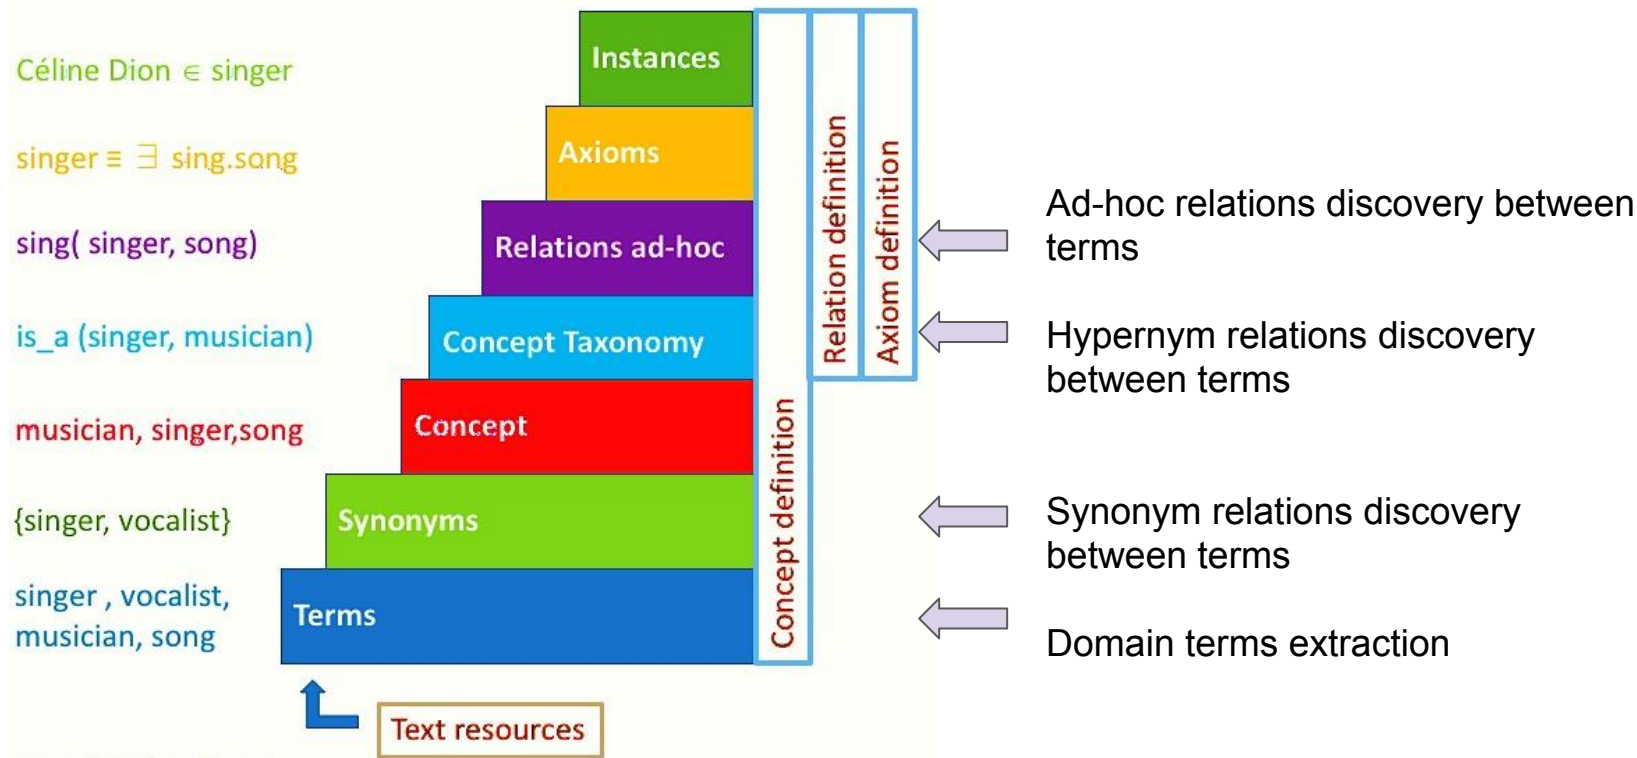 Céline Dion ∈ singer
Instances
singer ≡ ∃ sing.song
Axioms
sing( singer, song)
Relations ad-hoc
is_a (singer, musician)
Concept Taxonomy
musician, singer,song
Concept
{singer, vocalist}
Synonyms
singer , vocalist,
musician, song
Terms
Text resources
Concept definition
Relation definition
Axiom definition
Ad-hoc relations discovery between
terms
Hypernym relations discovery
between terms
Synonym relations discovery
between terms
Domain terms extraction